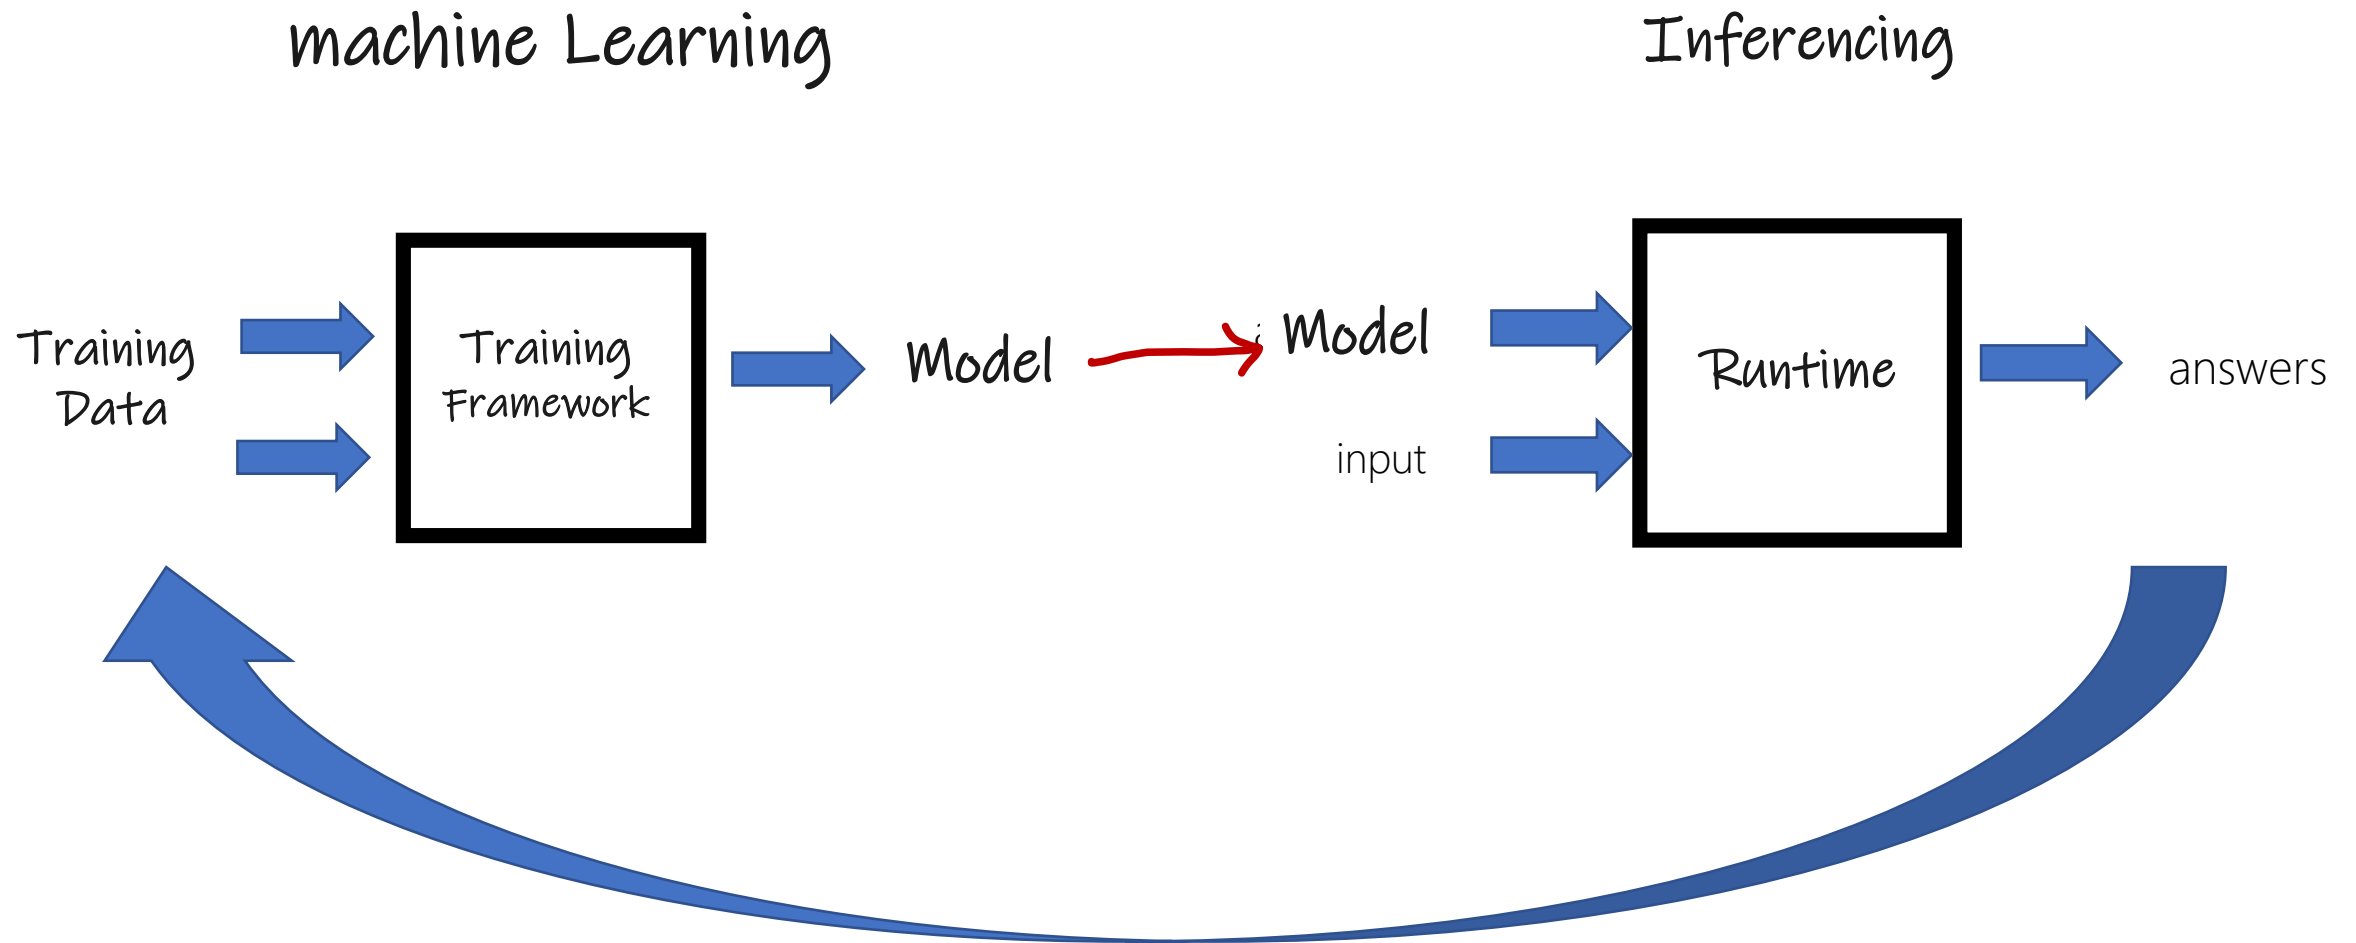 machine Learning
Inferencing
Training
Data
Training
Framework
Model
Model
input
Runtime
answers